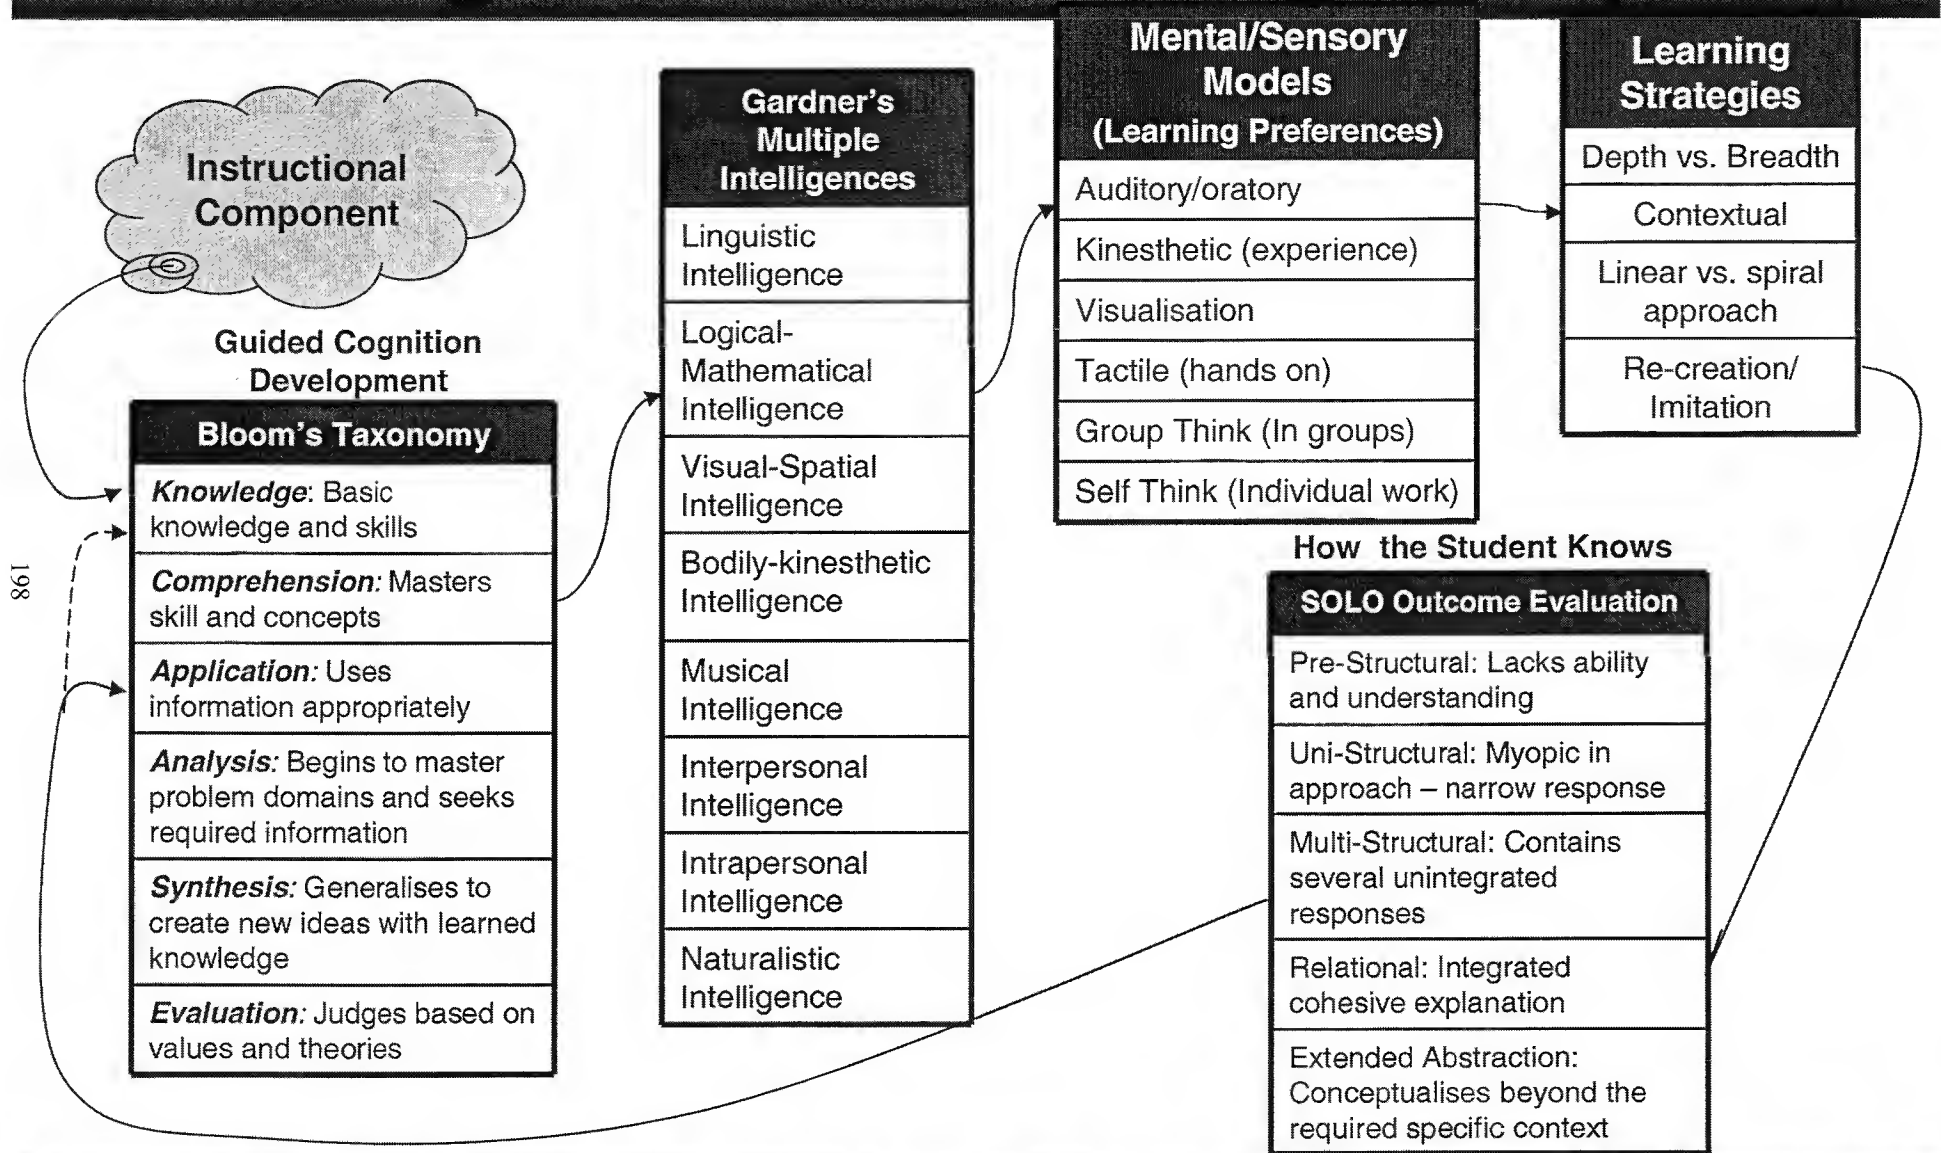 Instructional
Component
Guided Cognition
Development
Bloom's Taxonomy
Knowledge: Basic
knowledge and skills
Comprehension: Masters
skill and concepts
Application: Uses
information appropriately
Analysis: Begins to master
problem domains and seeks
required information
Synthesis: Generalises to
create new ideas with learned
knowledge
Evaluation: Judges based on
values and theories
Gardner's
Multiple
Intelligences
Linguistic
Intelligence
Logical-
Mathematical
Intelligence
Visual-Spatial
Intelligence
Bodily-kinesthetic
Intelligence
Musical
Intelligence
Interpersonal
Intelligence
Intrapersonal
Intelligence
Naturalistic
Intelligence
Mental/Sensory
Models
(Learning Preferences)
Auditory/oratory
Kinesthetic (experience)
Visualisation
Tactile (hands on)
Group Think (In groups)
Self Think (Individual work)
Learning
Strategies
Depth vs. Breadth
Contextual
Linear vs. spiral
approach
Re-creation/
Imitation
How the Student Knows
SOLO Outcome Evaluation
Pre-Structural: Lacks ability
and understanding
Uni-Structural: Myopic in
approach – narrow response
Multi-Structural: Contains
several unintegrated
responses
Relational: Integrated
cohesive explanation
Extended Abstraction:
Conceptualises beyond the
required specific context
198